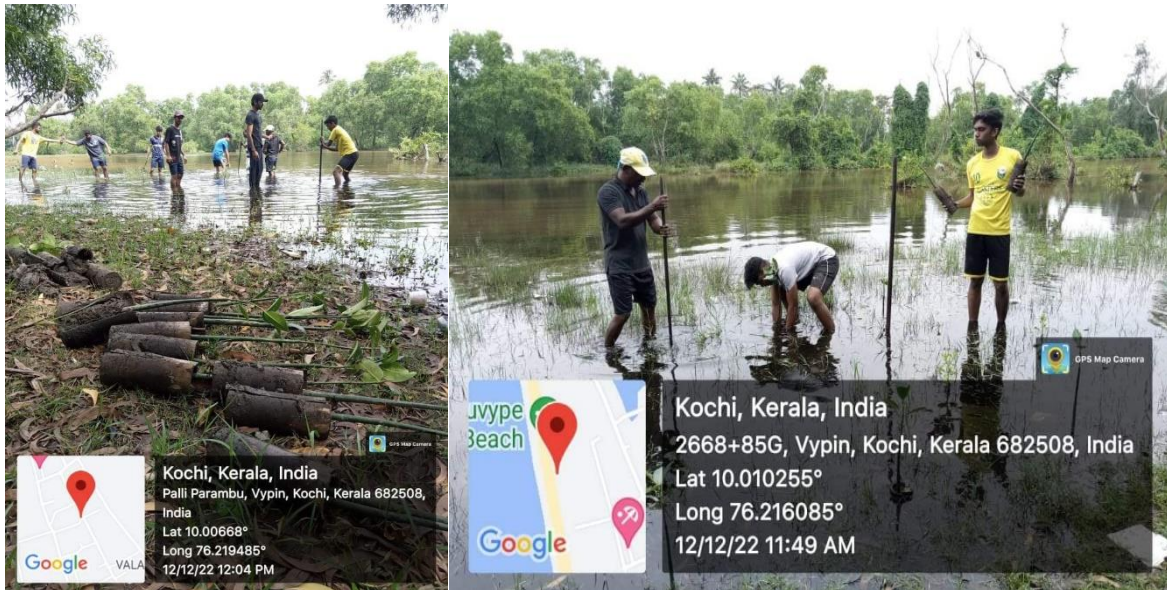 GPS Map Camera
Google
VALA
Kochi, Kerala, India
Palli Parambu, Vypin, Kochi, Kerala 682508,
India
Lat 10.00668°
Long 76.219485°
12/12/22 12:04 PM
GPS Map Camera
uvype
Beach
Google
Kochi, Kerala, India
2668+85G, Vypin, Kochi, Kerala 682508, India
Lat 10.010255°
Long 76.216085°
12/12/22 11:49 AM
10